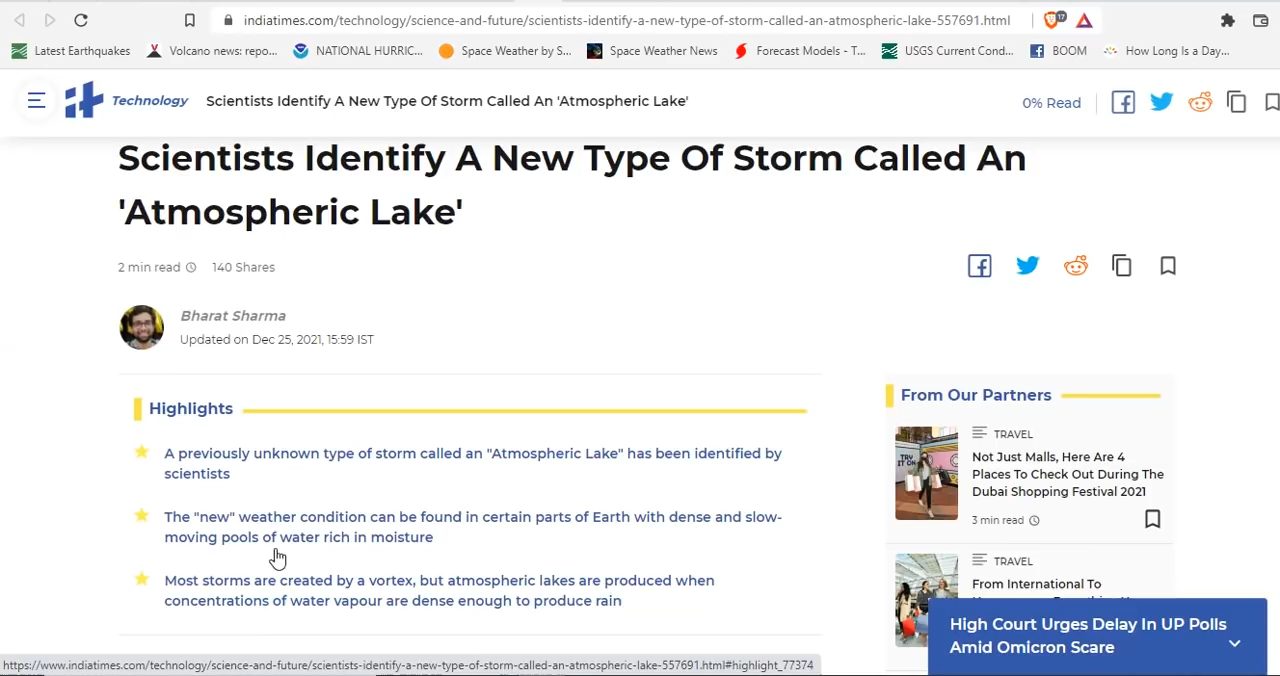 indiatimes.com/technology/science-and-future/scientists-identify-a-new-type-of-storm-called-an-atmospheric-lake-557691.html
17
Latest Earthquakes
Volcano news: repo...
NATIONAL HURRIC...
Space Weather by S...
Space Weather News
Forecast Models - T...
USGS Current Cond...
BOOM
How Long Is a Day...
Technology
Scientists Identify A New Type Of Storm Called An 'Atmospheric Lake'
0% Read
Scientists Identify A New Type Of Storm Called An
'Atmospheric Lake'
2 min read
140 Shares
Bharat Sharma
Updated on Dec 25, 2021, 15:59 IST
Highlights
A previously unknown type of storm called an "Atmospheric Lake" has been identified by
scientists
The "new" weather condition can be found in certain parts of Earth with dense and slow-
moving pools of water rich in moisture
Most storms are created by a vortex, but atmospheric lakes are produced when
concentrations of water vapour are dense enough to produce rain
From Our Partners
TRY
IT ON
TRAVEL
Not Just Malls, Here Are 4
Places To Check Out During The
Dubai Shopping Festival 2021
3 min read
TRAVEL
From International To
High Court Urges Delay In UP Polls
Amid Omicron Scare
https://www.indiatimes.com/technology/science-and-future/scientists-identify-a-new-type-of-storm-called-an-atmospheric-lake-557691.html#highlight_77374